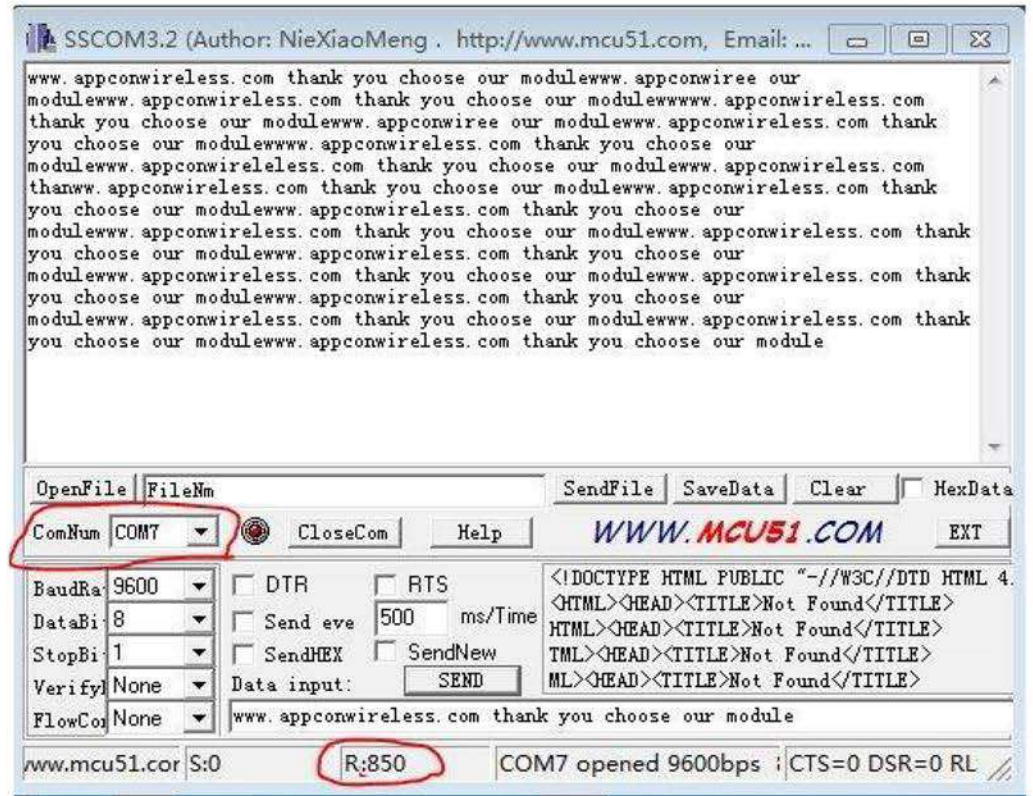 SSCOM3.2 (Author: NieXiaoMeng . http://www.mcu51.com, Email: ...
www.appconwireless.com thank you choose our modulewww.appconwiree our
modulewww.appconwireless.com thank you choose our modulewwwww.appconwireless.com
thank you choose our modulewww.appconwiree our modulewww.appconwireless.com thank
you choose our modulewwww.appconwireless.com thank you choose our
modulewww.appconwireleless.com thank you choose our modulewww.appconwireless.com
thanww.appconwireless.com thank you choose our modulewww.appconwireless.com thank
you choose our modulewww.appconwireless.com thank you choose our
modulewww.appconwireless.com thank you choose our modulewww.appconwireless.com thank
you choose our modulewww.appconwireless.com thank you choose our
modulewww.appconwireless.com thank you choose our modulewww.appconwireless.com thank
you choose our modulewww.appconwireless.com thank you choose our
modulewww.appconwireless.com thank you choose our modulewww.appconwireless.com thank
you choose our modulewww.appconwireless.com thank you choose our module
OpenFile FileNm SendFile SaveData Clear HexData
ComNum COM7 CloseCom Help WWW.MCU51.COM EXT
BaudRa 9600 DTR RTS
DataBi 8 Send eve 500 ms/Time
StopBi 1 SendHEX SendNew
Verify None Data input: SEND
FlowCo None www.appconwireless.com thank you choose our module
<!DOCTYPE HTML PUBLIC "-//W3C//DTD HTML 4.
<HTML><HEAD><TITLE>Not Found</TITLE>
HTML><HEAD><TITLE>Not Found</TITLE>
TML><HEAD><TITLE>Not Found</TITLE>
ML><HEAD><TITLE>Not Found</TITLE>
www.mcu51.cor S:0 R:850 COM7 opened 9600bps CTS=0 DSR=0 RL